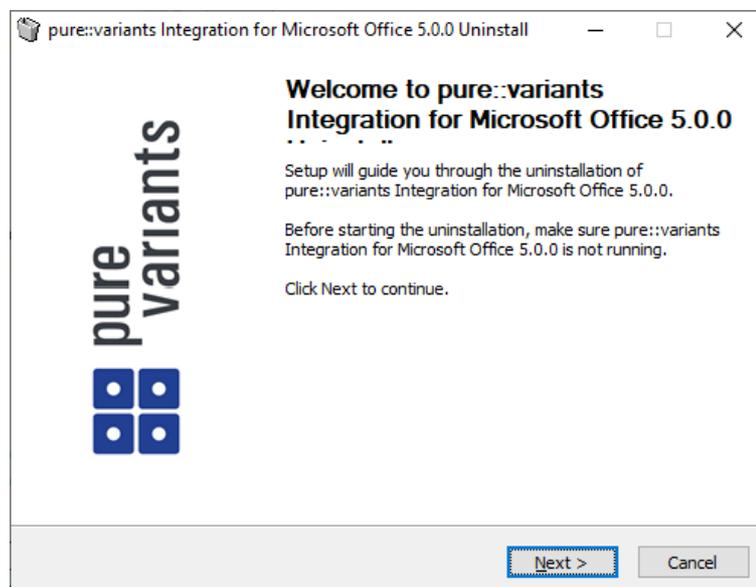 pure::variants Integration for Microsoft Office 5.0.0 Uninstall
Welcome to pure::variants
Integration for Microsoft Office 5.0.0
Setup will guide you through the uninstallation of
pure::variants Integration for Microsoft Office 5.0.0.
Before starting the uninstallation, make sure pure::variants
Integration for Microsoft Office 5.0.0 is not running.
Click Next to continue.
pure
variants
Next >
Cancel